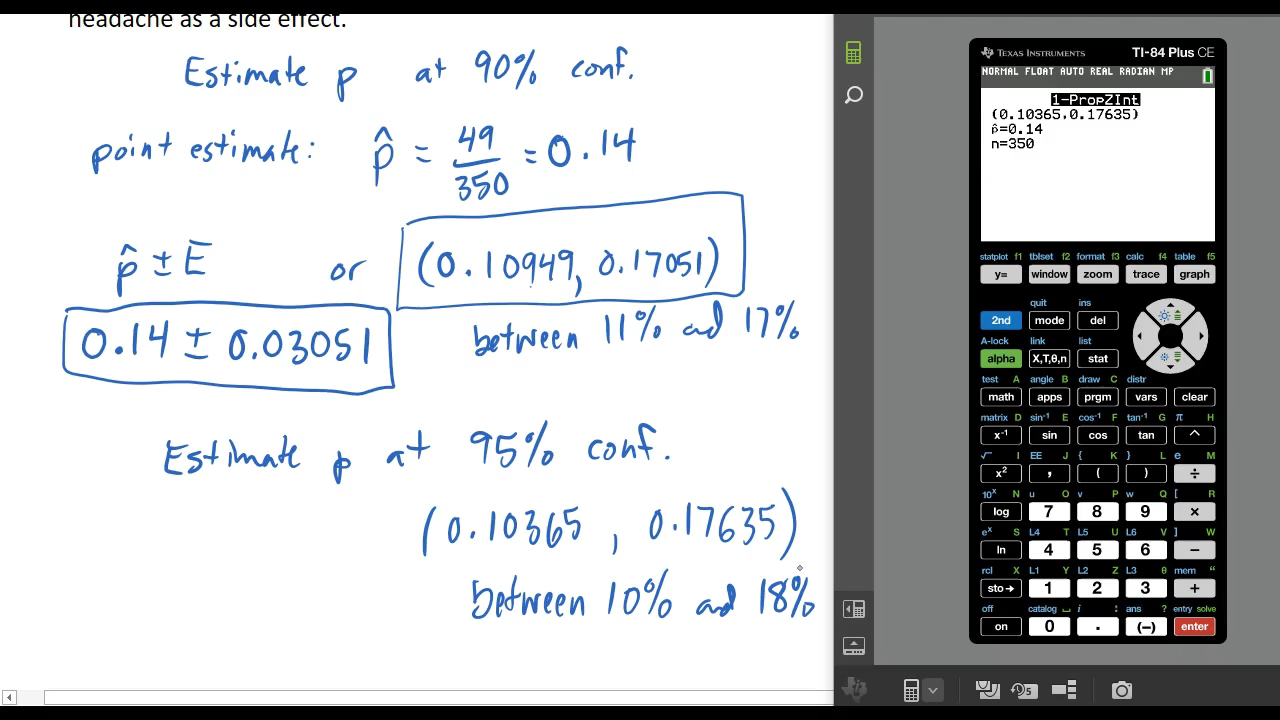 headache as a side effect.
Estimate p at 90% conf.
point estimate: p̂ = 49/350 = 0.14
p̂ ± E or (0.10949, 0.17051)
0.14 ± 0.03051
between 11% and 17%
Estimate p at 95% conf.
(0.10365, 0.17635)
between 10% and 18%
TEXAS INSTRUMENTS TI-84 Plus CE
NORMAL FLOAT AUTO REAL RADIAN MP
1-PropZInt
(0.10365,0.17635)
p̂=0.14
n=350
statplot f1 tblset f2 format f3 calc f4 table f5
y= window zoom trace graph
quit ins
2nd mode del
A-lock link list
alpha X,T,θ,n stat
test A angle B draw C distr
math apps prgm vars clear
matrix D sin⁻¹ E cos⁻¹ F tan⁻¹ G π H
x⁻¹ sin cos tan ^
√ I EE J { K } L e M
x² , ( ) ÷
10ˣ N u O v P w Q [ R
log 7 8 9 ×
eˣ S L4 T L5 U L6 V ] W
ln 4 5 6 −
rcl X L1 Y L2 Z L3 θ mem "
sto→ 1 2 3 +
off catalog ⎵ i : ans ? entry solve
on 0 . (−) enter
5